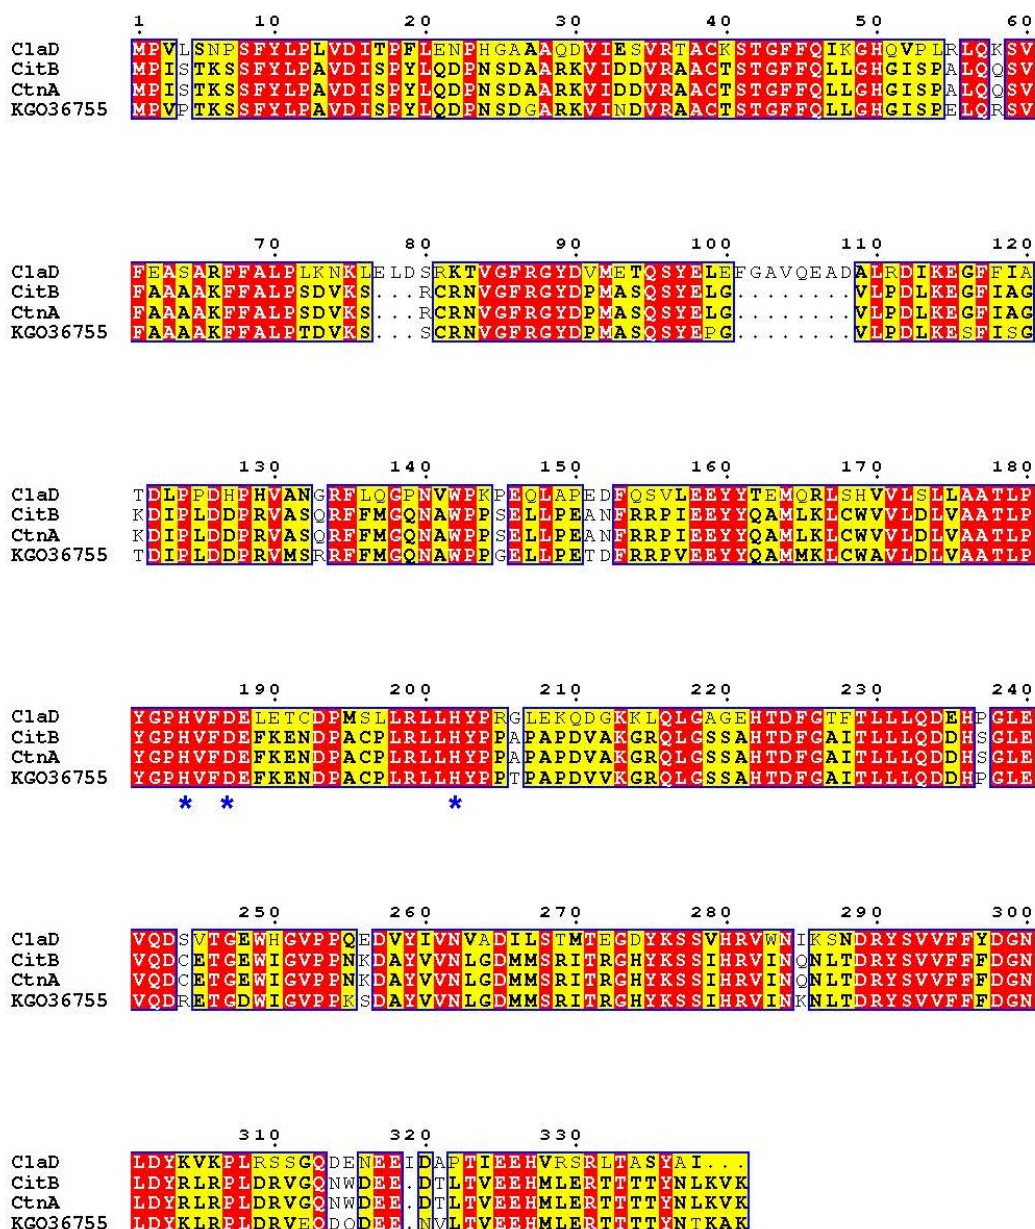 1 10 20 30 40 50 60
ClaD MPVLSNPSFYLPLVDITPFLENPHGAAAQDVIESVRTACKSTGFFQIKGHQVPLRLQKSV
CitB MPISTKSSFYLPAVDISPYLQDPNSDAARKVIDDVRAACTSTGFFQLLGHGISPALQQSV
CtnA MPISTKSSFYLPAVDISPYLQDPNSDAARKVIDDVRAACTSTGFFQLLGHGISPALQQSV
KGO36755 MPVPTKSSFYLPTVDISPYLQDPNSDGARKVINDVRAACTSTGFFQLLGHGISPELQRSV
70 80 90 100 110 120
ClaD FEASARFFALPLKNKLELDSRKTVGFRGYDVMETQSYELEFGAVQEADALRDIKEGFFIA
CitB FAAAAKFFALPSDVKS...RCRNVGFRGYDPMASQSYELG........VLPDLKEGFIAG
CtnA FAAAAKFFALPSDVKS...RCRNVGFRGYDPMASQSYELG........VLPDLKEGFIAG
KGO36755 FAAAAKFFALPTDVKS...SCRNVGFRGYDPMASQSYEPG........VLPDLKESFISG
130 140 150 160 170 180
ClaD TDLPPDHPHVANGRFLQGPNVWPKPEQLAPEDFQSVLEEYYTEMQRLSHVVLSLLAATLP
CitB KDIPLDDPRVASQRFFMGQNAWPPSELLPEANFRRPIEEYYQAMLKLCWVVLDLVAATLP
CtnA KDIPLDDPRVASQRFFMGQNAWPPSELLPEANFRRPIEEYYQAMLKLCWVVLDLVAATLP
KGO36755 TDIPLDDPRVMSRRFFMGQNAWPPGELLPETDFRRPVEEYYQAMMKLCWAVLDLVAATLP
190 200 210 220 230 240
ClaD YGPHVFDELETCDPMSLLRLLHYPRGLEKQDGKKLQLGAGEHTDFGTFTLLLQDEHPGLE
CitB YGPHVFDEFKENDPACPLRLLHYPPAPAPDVAKGRQLGSSAHTDFGAITLLLQDDHSGLE
CtnA YGPHVFDEFKENDPACPLRLLHYPPAPAPDVAKGRQLGSSAHTDFGAITLLLQDDHSGLE
KGO36755 YGPHVFDEFKENDPACPLRLLHYPPTPAPDVVKGRQLGSSAHTDFGAITLLLQDDHPGLE
* * *
250 260 270 280 290 300
ClaD VQDSVTGEWHGVPPQEDVYIVNVADILSTMTEGDYKSSVHRVWNIKSNDRYSVVFFYDGN
CitB VQDCETGEWIGVPPNKDAYVVNLGDMMSRITRGHYKSSIHRVINQNLTDRYSVVFFFDGN
CtnA VQDCETGEWIGVPPNKDAYVVNLGDMMSRITRGHYKSSIHRVINQNLTDRYSVVFFFDGN
KGO36755 VQDRETGDWIGVPPKSDAYVVNLGDMMSRITRGHYKSSIHRVINKNLTDRYSVVFFFDGN
310 320 330
ClaD LDYKVKPLRSSGQDENEEIDAPTIEEHVRSRLTASYAI...
CitB LDYRLRPLDRVGQNWDEE.DTLTVEEHMLERTTTTYNLKVK
CtnA LDYRLRPLDRVGQNWDEE.DTLTVEEHMLERTTTTYNLKVK
KGO36755 LDYKLRPLDRVEQDQDEE.NVLTVEEHMLERTTTTYNTKAK